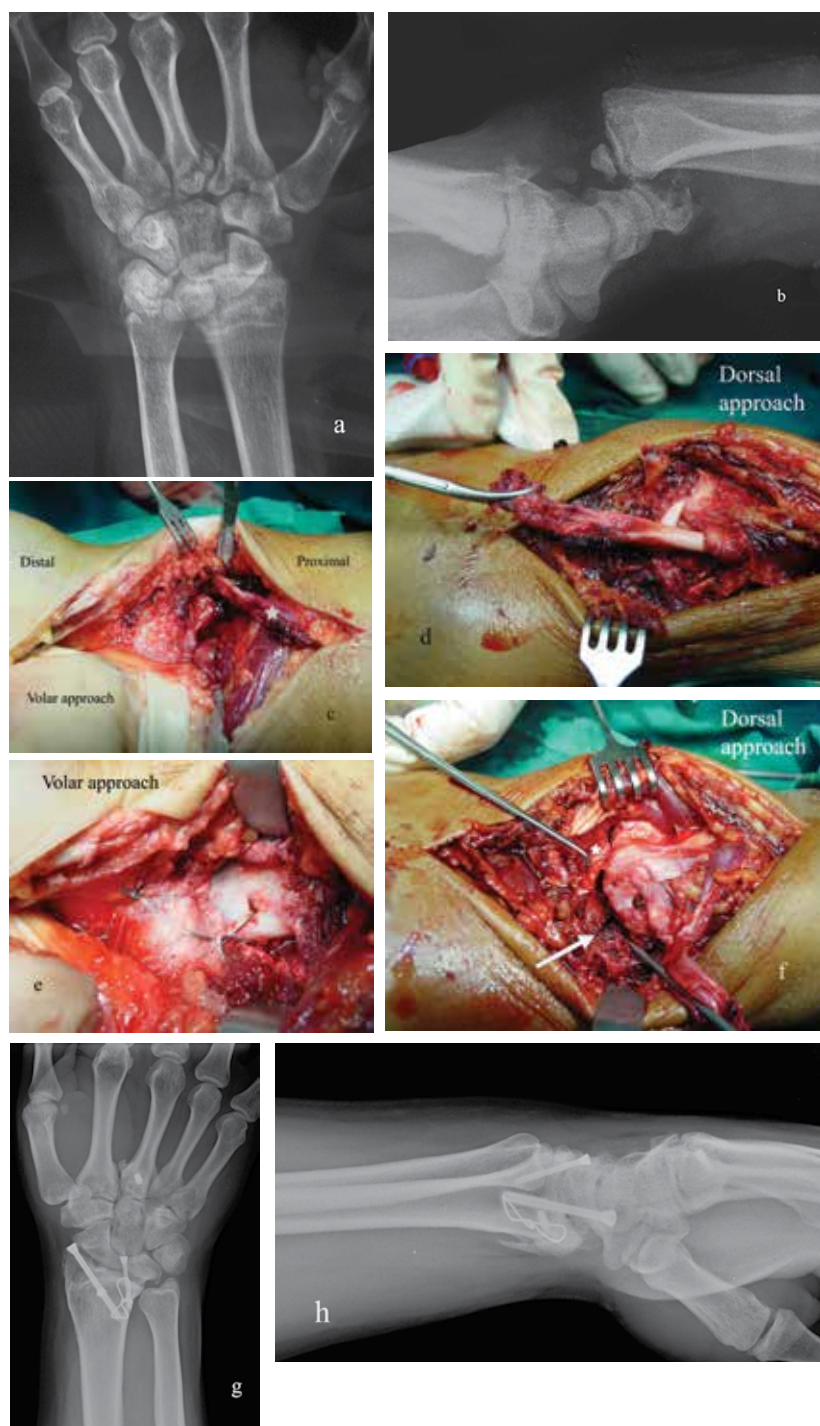 a
b
Dorsal
approach
d
Distal
Proximal
Volar approach
c
Volar approach
e
Dorsal
approach
f
g
h